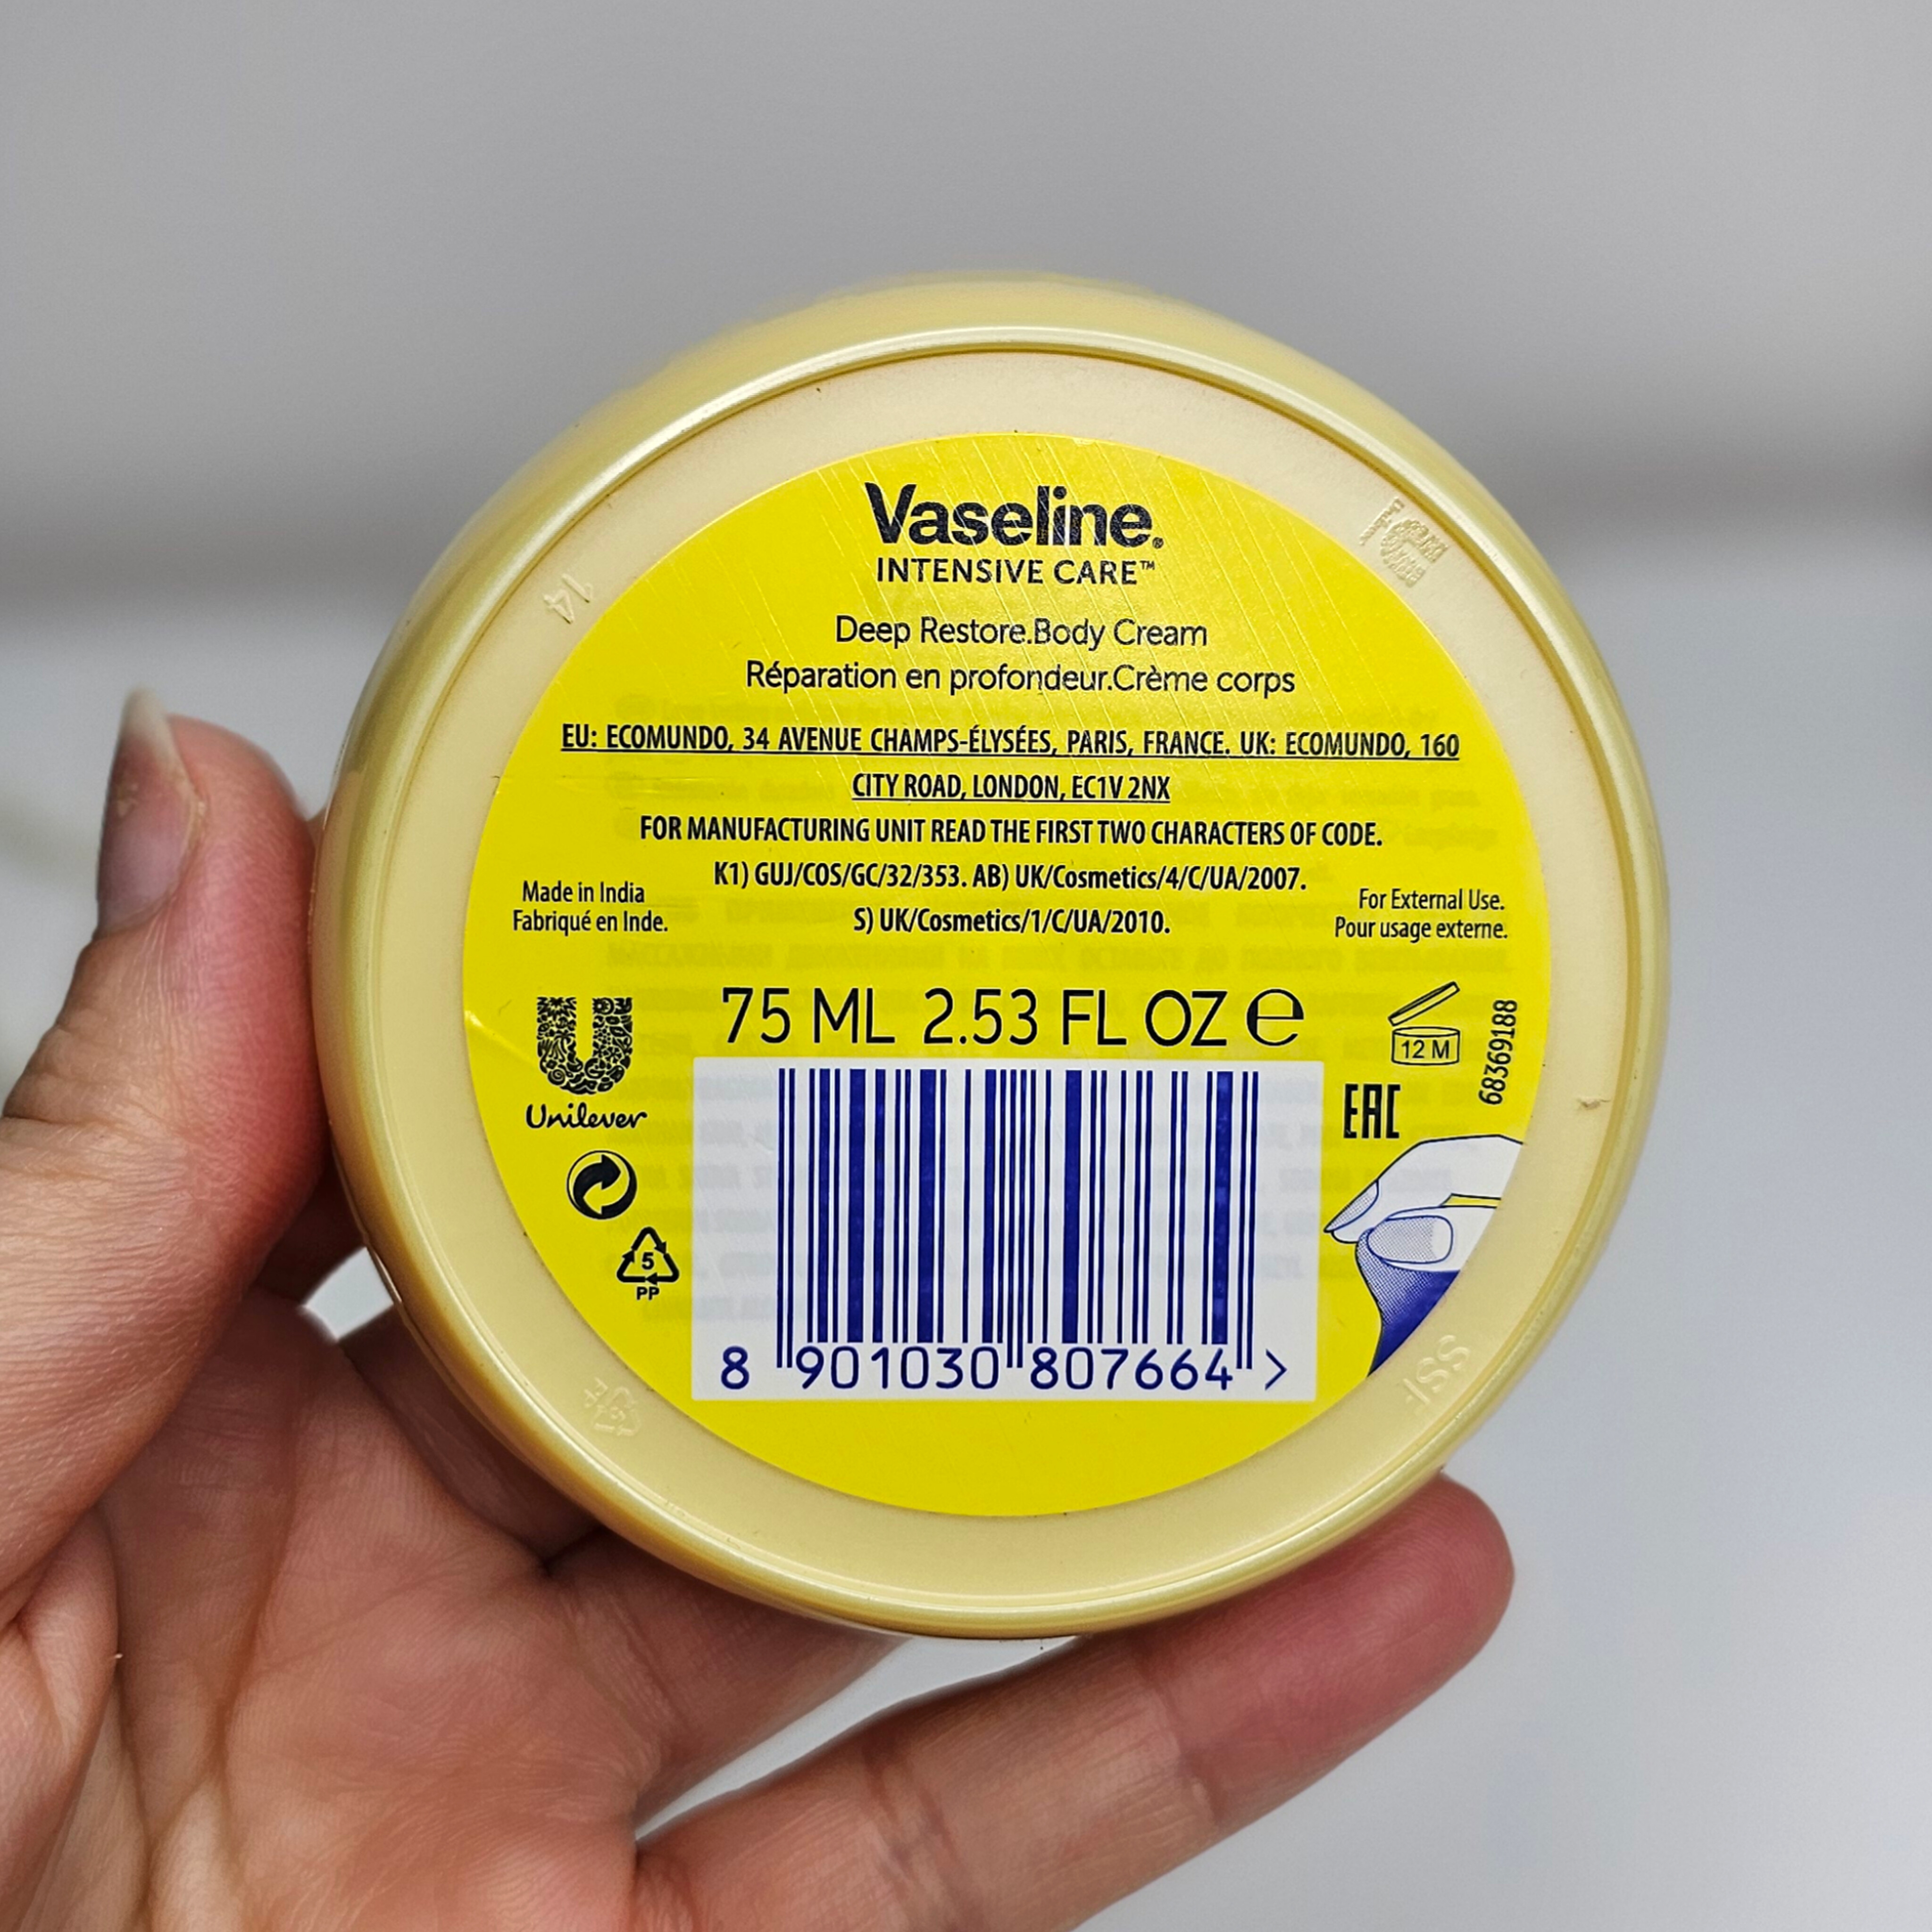 Vaseline.
INTENSIVE CARE™
Deep Restore.Body Cream
Réparation en profondeur.Crème corps
EU: ECOMUNDO, 34 AVENUE CHAMPS-ÉLYSÉES, PARIS, FRANCE. UK: ECOMUNDO, 160
CITY ROAD, LONDON, EC1V 2NX
FOR MANUFACTURING UNIT READ THE FIRST TWO CHARACTERS OF CODE.
K1) GUJ/COS/GC/32/353. AB) UK/Cosmetics/4/C/UA/2007.
S) UK/Cosmetics/1/C/UA/2010.
Made in India
Fabriqué en Inde.
For External Use.
Pour usage externe.
75 ML 2.53 FL OZ ℮
12 M
68369188
Unilever
EAC
5
PP
8 901030 807664 >
14
SSF